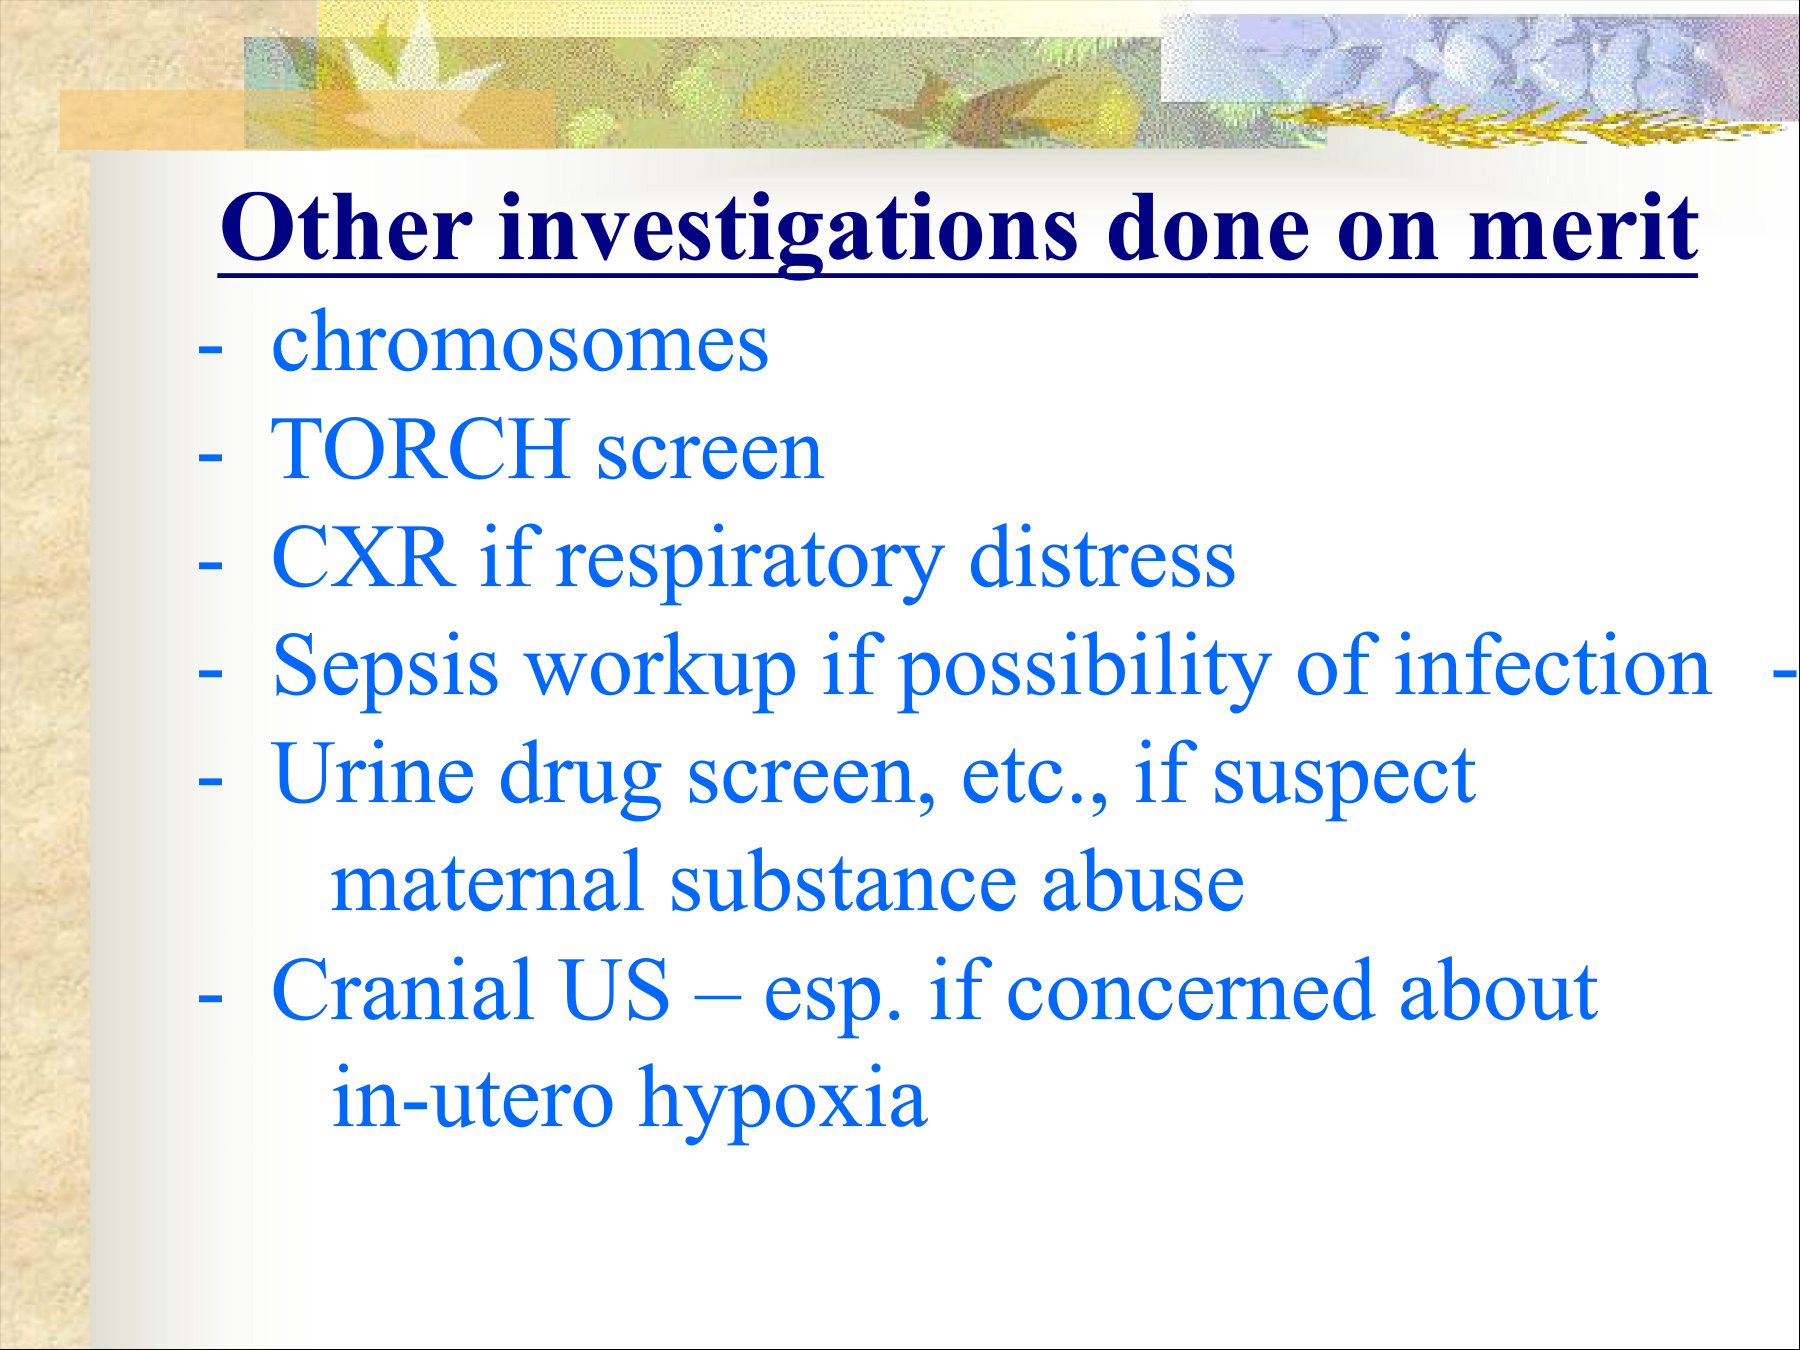 Other investigations done on merit
- chromosomes
- TORCH screen
- CXR if respiratory distress
- Sepsis workup if possibility of infection -
- Urine drug screen, etc., if suspect
maternal substance abuse
- Cranial US – esp. if concerned about
in-utero hypoxia